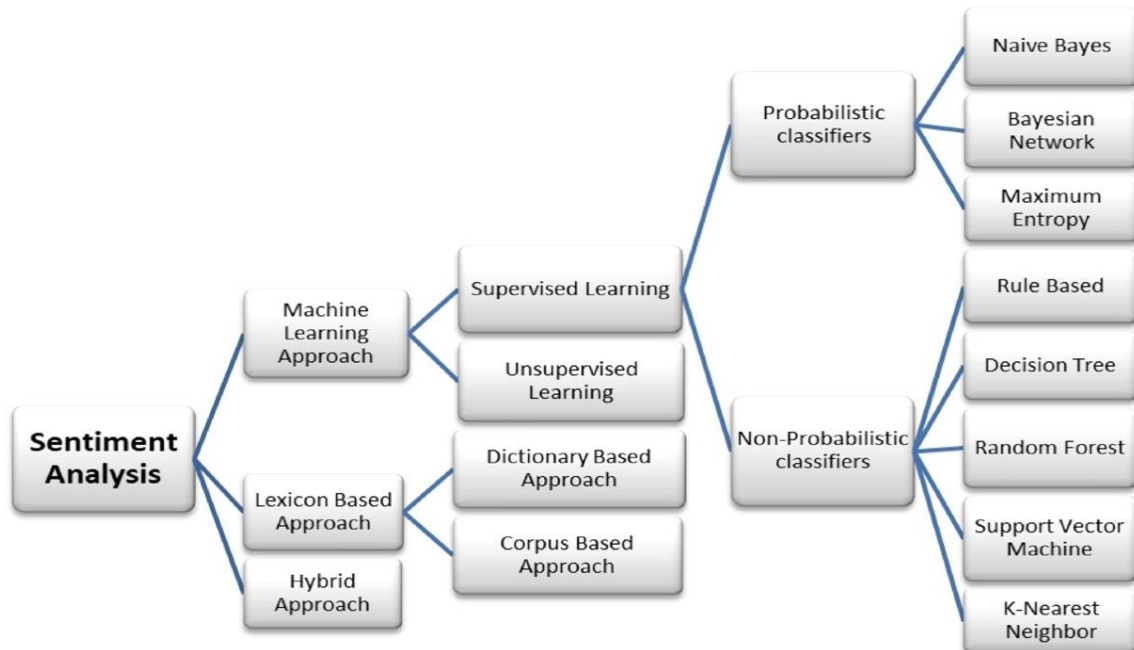 Sentiment
Analysis
Machine
Learning
Approach
Lexicon Based
Approach
Hybrid
Approach
Supervised Learning
Unsupervised
Learning
Dictionary Based
Approach
Corpus Based
Approach
Probabilistic
classifiers
Non-Probabilistic
classifiers
Naive Bayes
Bayesian
Network
Maximum
Entropy
Rule Based
Decision Tree
Random Forest
Support Vector
Machine
K-Nearest
Neighbor